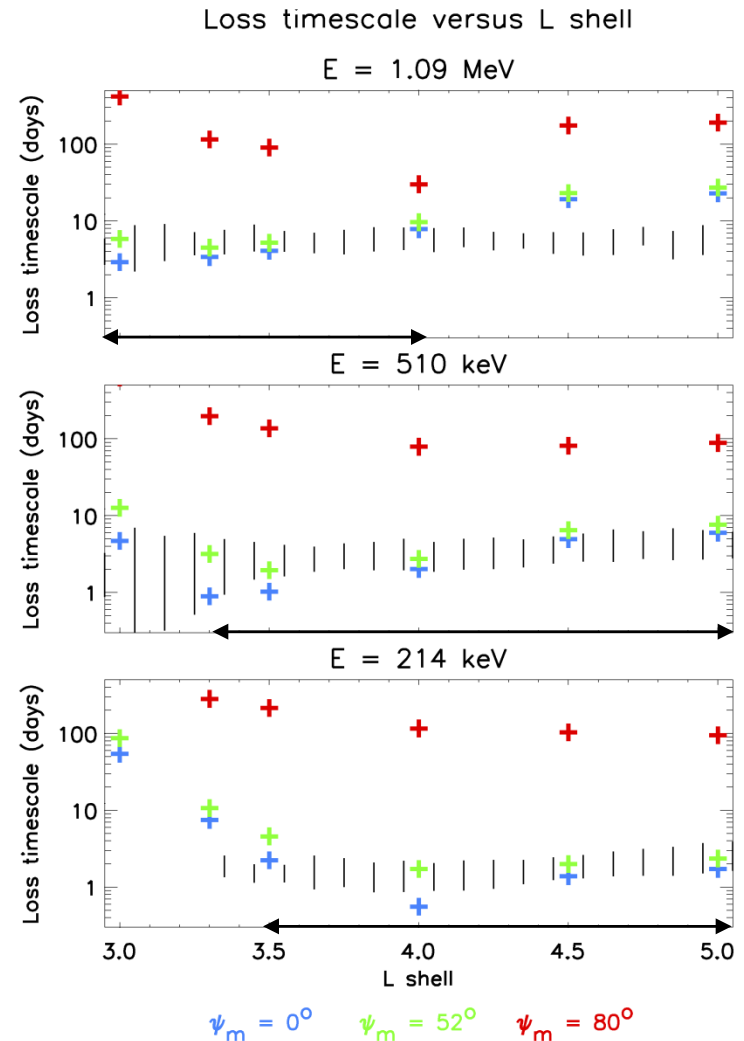 Loss timescale versus L shell
E = 1.09 MeV
Loss timescale (days)
100
10
1
E = 510 keV
Loss timescale (days)
100
10
1
E = 214 keV
Loss timescale (days)
100
10
1
3.0 3.5 4.0 4.5 5.0
L shell
ψm = 0° ψm = 52° ψm = 80°